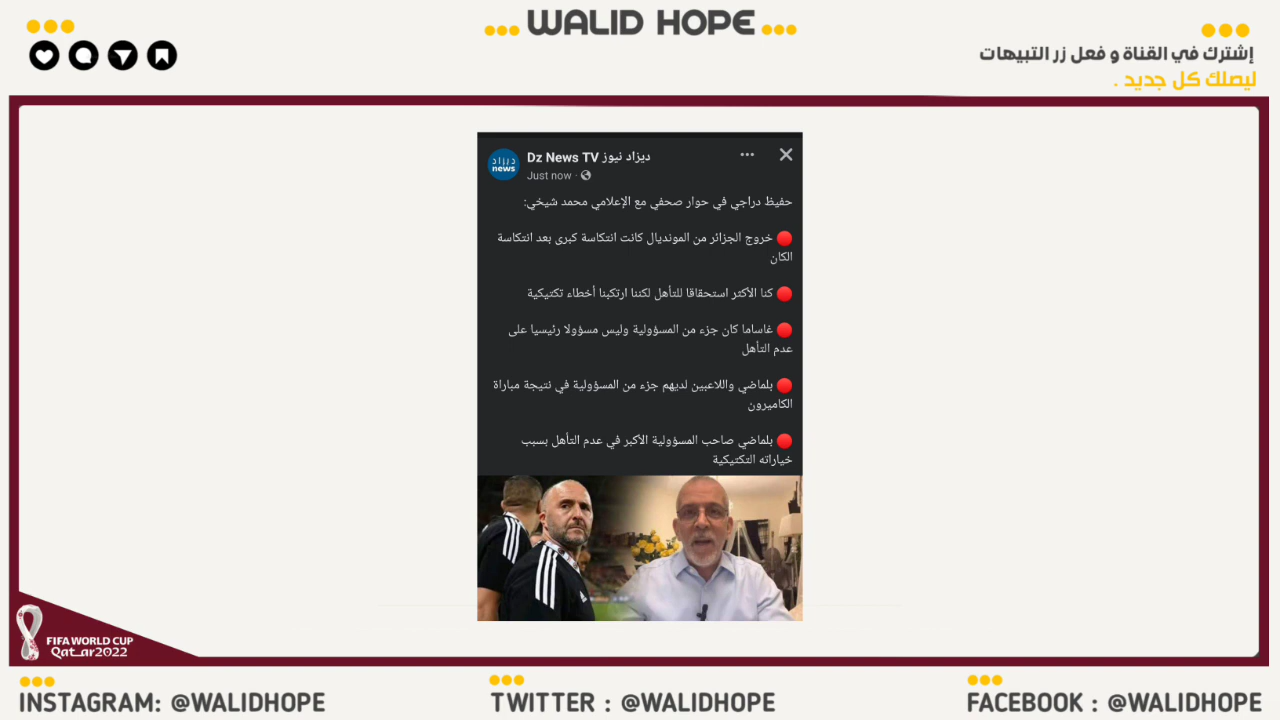 WALID HOPE
إشترك في القناة و فعل زر التبيهات
ليصلك كل جديد .
ديزاد
news
Dz News TV ديزاد نيوز
Just now ·
حفيظ دراجي في حوار صحفي مع الإعلامي محمد شيخي:
🔴 خروج الجزائر من المونديال كانت انتكاسة كبرى بعد انتكاسة
الكان
🔴 كنا الأكثر استحقاقا للتأهل لكننا ارتكبنا أخطاء تكتيكية
🔴 غاساما كان جزء من المسؤولية وليس مسؤولا رئيسيا على
عدم التأهل
🔴 بلماضي واللاعبين لديهم جزء من المسؤولية في نتيجة مباراة
الكاميرون
🔴 بلماضي صاحب المسؤولية الأكبر في عدم التأهل بسبب
خياراته التكتيكية
FIFA WORLD CUP
Qatar2022
INSTAGRAM: @WALIDHOPE
TWITTER : @WALIDHOPE
FACEBOOK : @WALIDHOPE